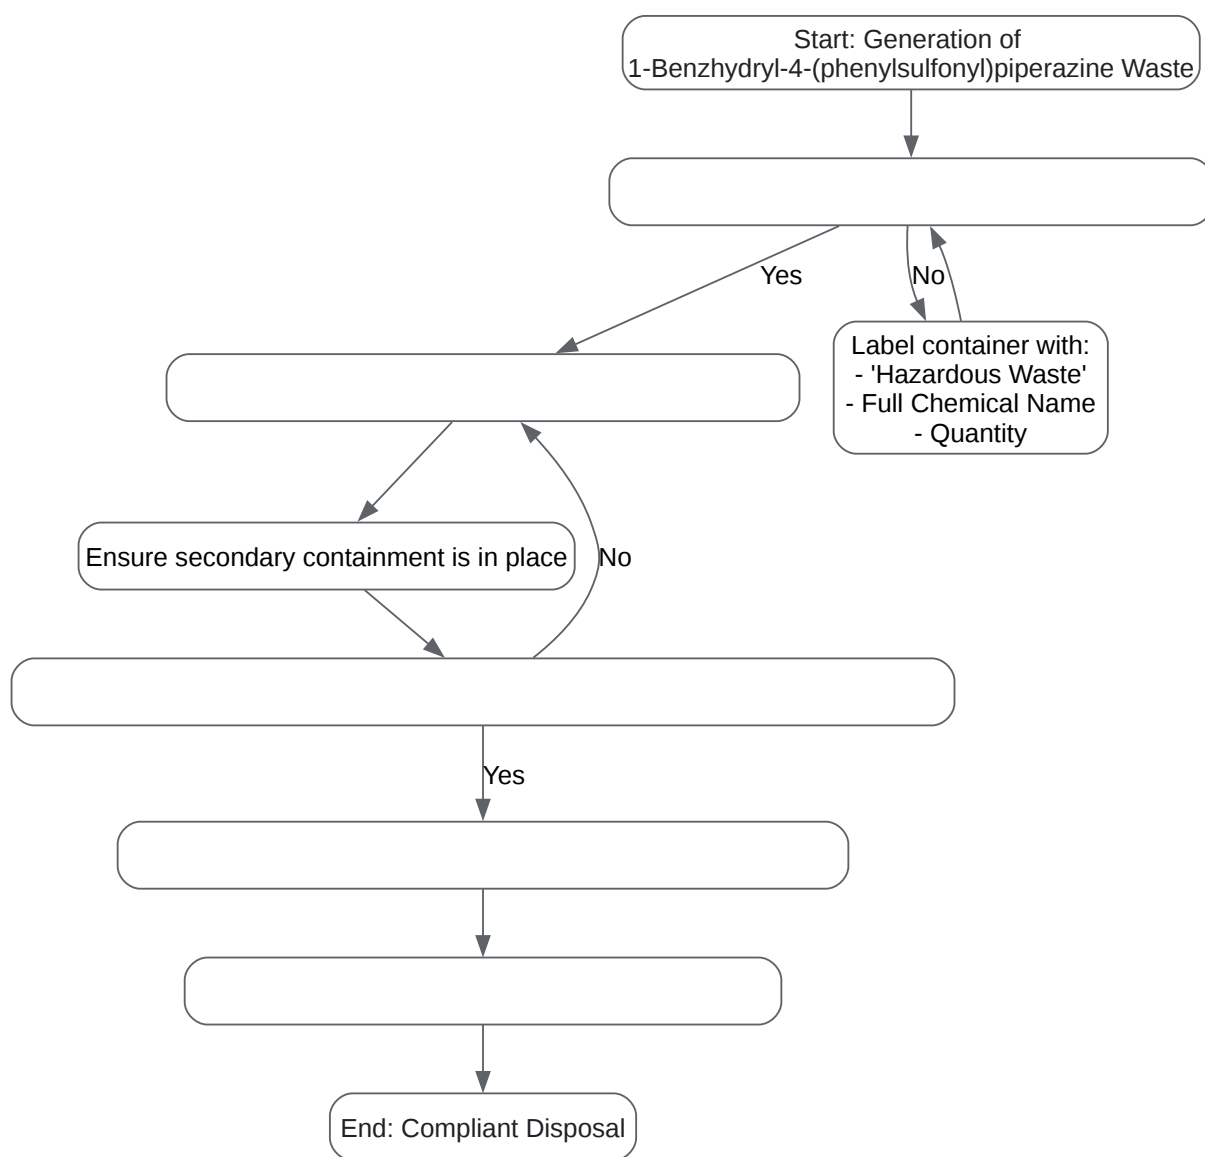 Start: Generation of
1-Benzhydryl-4-(phenylsulfonyl)piperazine Waste
Yes
No
Label container with:
- 'Hazardous Waste'
- Full Chemical Name
- Quantity
Ensure secondary containment is in place
No
Yes
End: Compliant Disposal